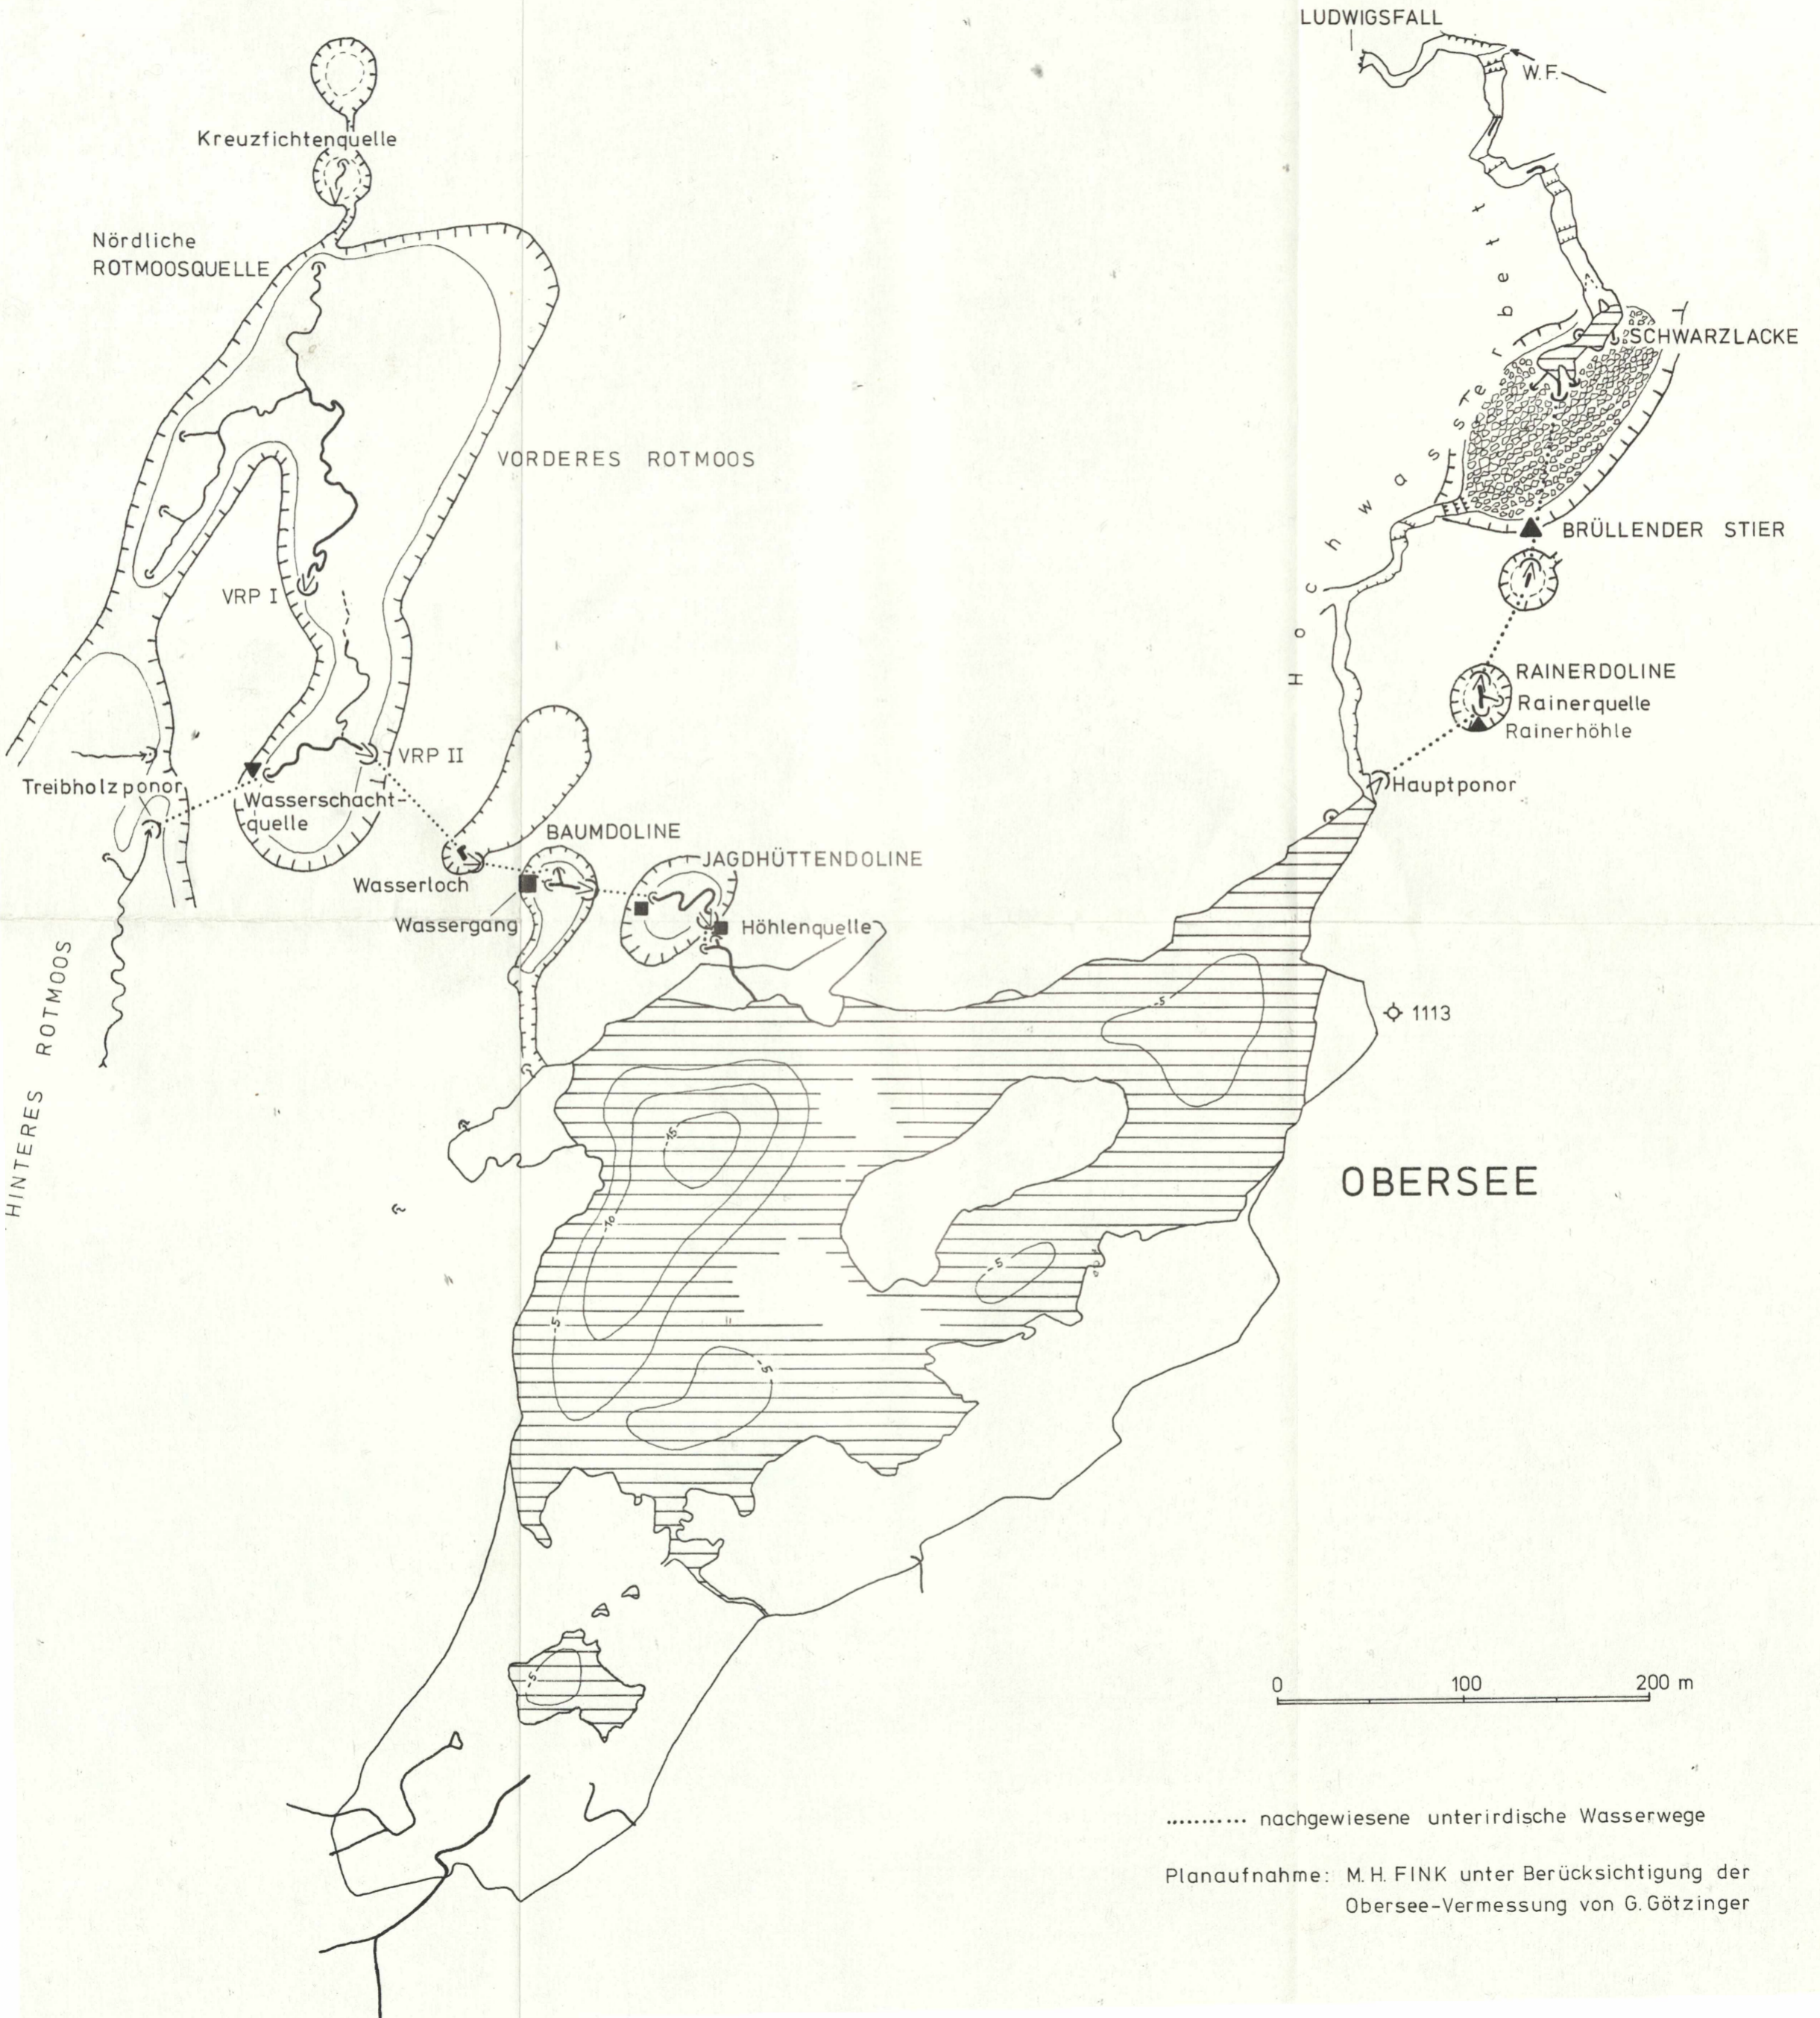 LUDWIGSFALL
W.F.
Kreuzfichtenquelle
Nördliche
ROTMOOSQUELLE
SCHWARZLACKE
Hochwasserbett
VORDERES ROTMOOS
BRÜLLENDER STIER
VRP I
RAINERDOLINE
Rainerquelle
Rainerhöhle
VRP II
Treibholzponor
Hauptponor
Wasserschacht-
quelle
BAUMDOLINE
JAGDHÜTTENDOLINE
Wasserloch
Wassergang
Höhlenquelle
HINTERES ROTMOOS
-5
1113
-15
OBERSEE
-10
-5
-5
-5
-5
0 100 200 m
.......... nachgewiesene unterirdische Wasserwege
Planaufnahme: M.H. FINK unter Berücksichtigung der
Obersee-Vermessung von G. Götzinger